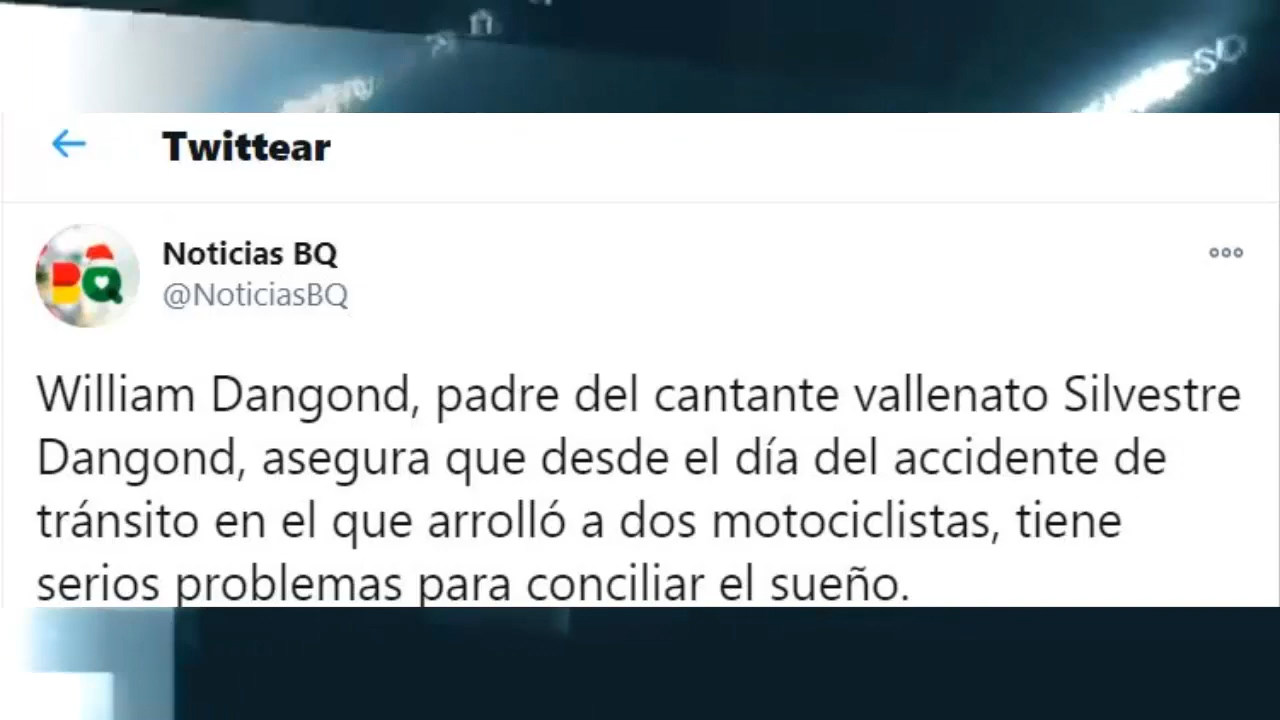 Twittear
BQ
Noticias BQ
@NoticiasBQ
William Dangond, padre del cantante vallenato Silvestre
Dangond, asegura que desde el día del accidente de
tránsito en el que arrolló a dos motociclistas, tiene
serios problemas para conciliar el sueño.